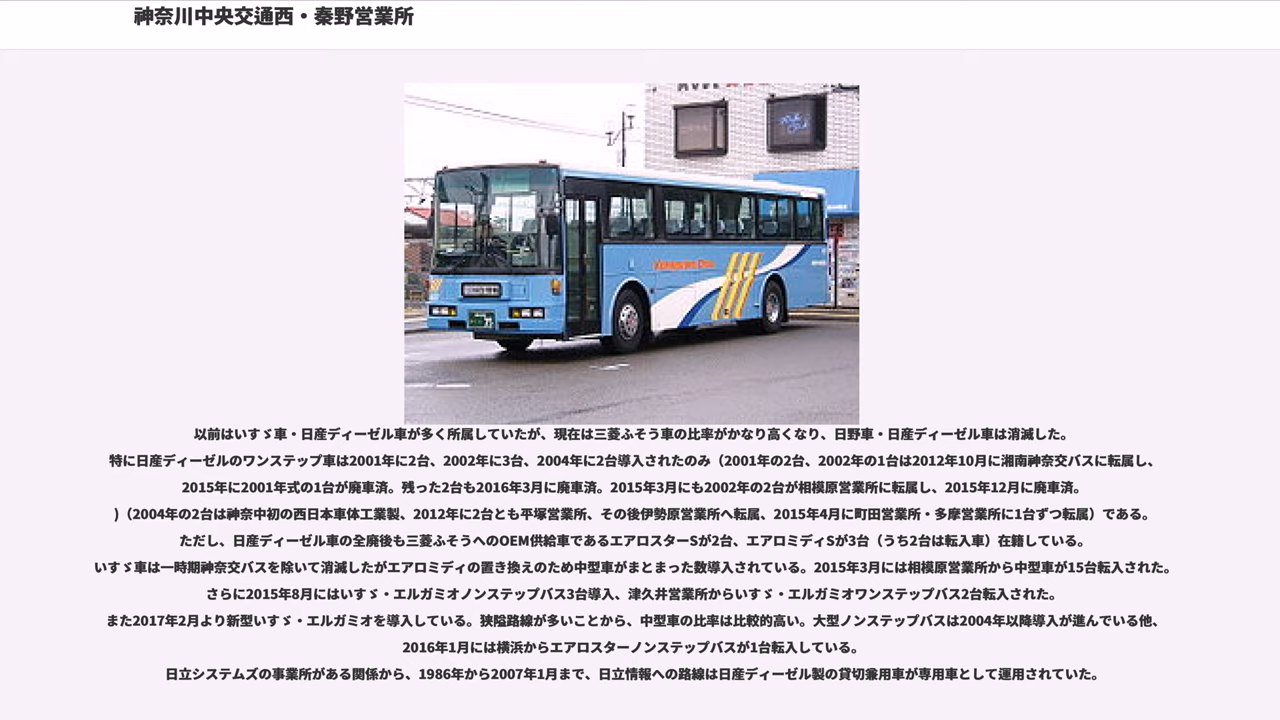 神奈川中央交通西・秦野営業所
以前はいすゞ車・日産ディーゼル車が多く所属していたが、現在は三菱ふそう車の比率がかなり高くなり、日野車・日産ディーゼル車は消滅した。
特に日産ディーゼルのワンステップ車は2001年に2台、2002年に3台、2004年に2台導入されたのみ（2001年の2台、2002年の1台は2012年10月に湘南神奈交バスに転属し、
2015年に2001年式の1台が廃車済。残った2台も2016年3月に廃車済。2015年3月にも2002年の2台が相模原営業所に転属し、2015年12月に廃車済。
)（2004年の2台は神奈中初の西日本車体工業製、2012年に2台とも平塚営業所、その後伊勢原営業所へ転属、2015年4月に町田営業所・多摩営業所に1台ずつ転属）である。
ただし、日産ディーゼル車の全廃後も三菱ふそうへのOEM供給車であるエアロスターSが2台、エアロミディSが3台（うち2台は転入車）在籍している。
いすゞ車は一時期神奈交バスを除いて消滅したがエアロミディの置き換えのため中型車がまとまった数導入されている。2015年3月には相模原営業所から中型車が15台転入された。
さらに2015年8月にはいすゞ・エルガミオノンステップバス3台導入、津久井営業所からいすゞ・エルガミオワンステップバス2台転入された。
また2017年2月より新型いすゞ・エルガミオを導入している。狭隘路線が多いことから、中型車の比率は比較的高い。大型ノンステップバスは2004年以降導入が進んでいる他、
2016年1月には横浜からエアロスターノンステップバスが1台転入している。
日立システムズの事業所がある関係から、1986年から2007年1月まで、日立情報への路線は日産ディーゼル製の貸切兼用車が専用車として運用されていた。